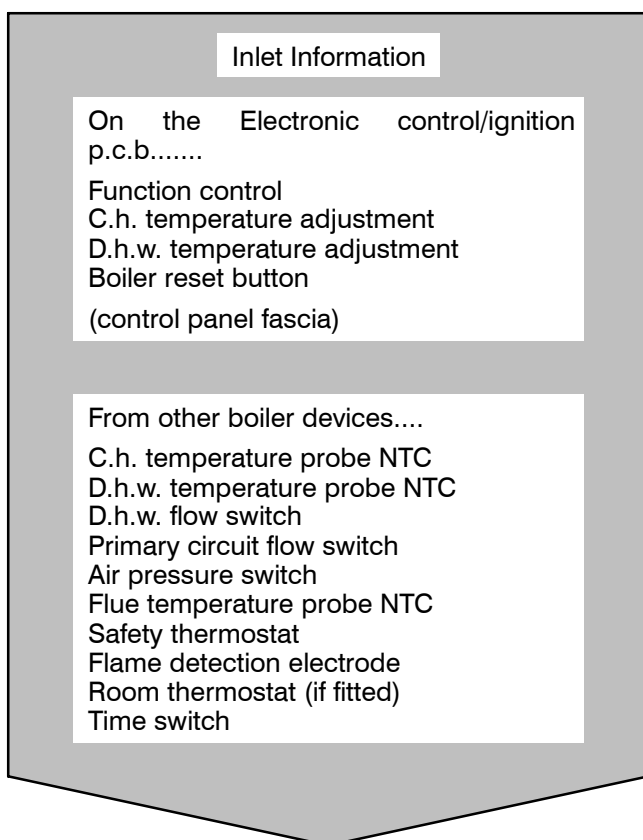 Inlet Information
On the Electronic control/ignition
p.c.b.......
Function control
C.h. temperature adjustment
D.h.w. temperature adjustment
Boiler reset button
(control panel fascia)
From other boiler devices....
C.h. temperature probe NTC
D.h.w. temperature probe NTC
D.h.w. flow switch
Primary circuit flow switch
Air pressure switch
Flue temperature probe NTC
Safety thermostat
Flame detection electrode
Room thermostat (if fitted)
Time switch